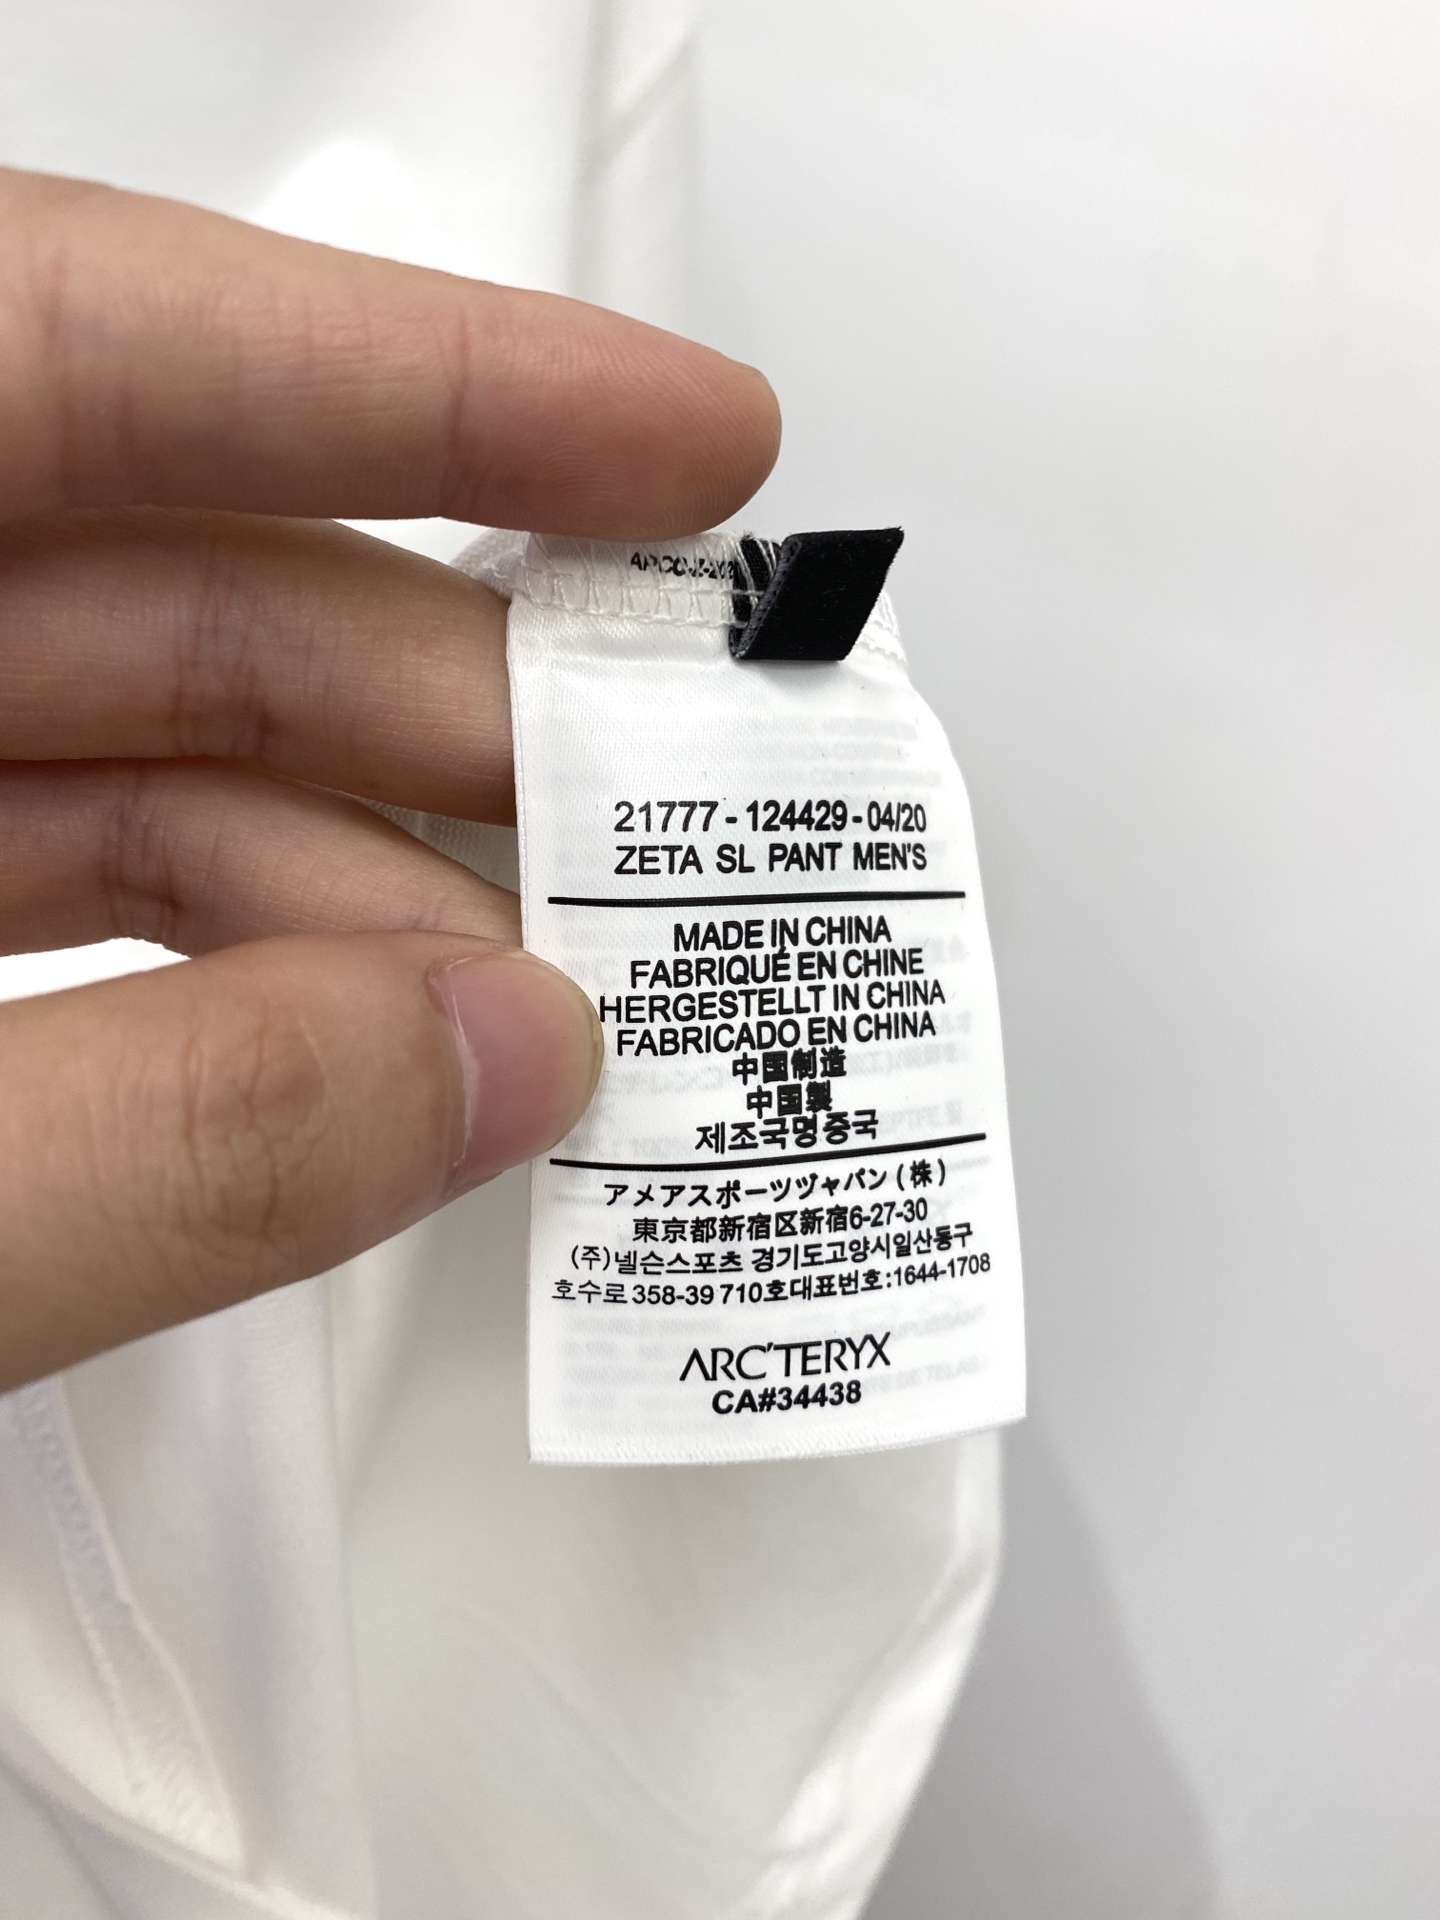 21777 - 124429 - 04/20
ZETA SL PANT MEN'S
MADE IN CHINA
FABRIQUÉ EN CHINE
HERGESTELLT IN CHINA
FABRICADO EN CHINA
中国制造
中国製
제조국명중국
アメアスポーツヅャパン (株)
東京都新宿区新宿6-27-30
(주)넬슨스포츠 경기도고양시일산동구
호수로 358-39 710호대표번호:1644-1708
ARC'TERYX
CA#34438